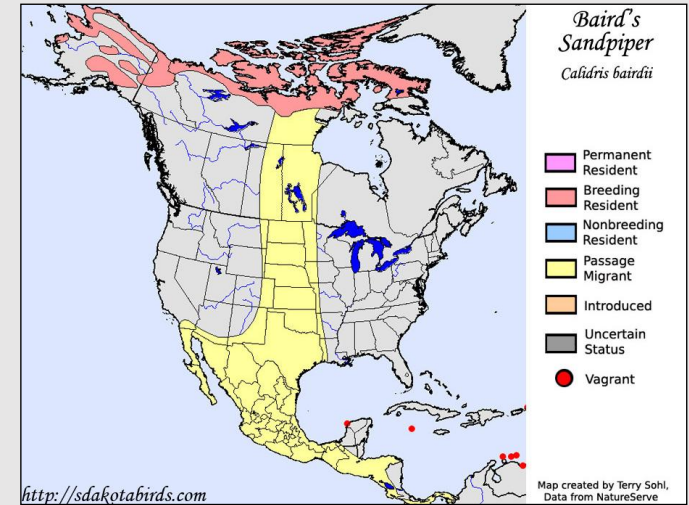 Baird's
Sandpiper
Calidris bairdii
Permanent
Resident
Breeding
Resident
Nonbreeding
Resident
Passage
Migrant
Introduced
Uncertain
Status
Vagrant
Map created by Terry Sohl,
Data from NatureServe
http://sdakotabirds.com